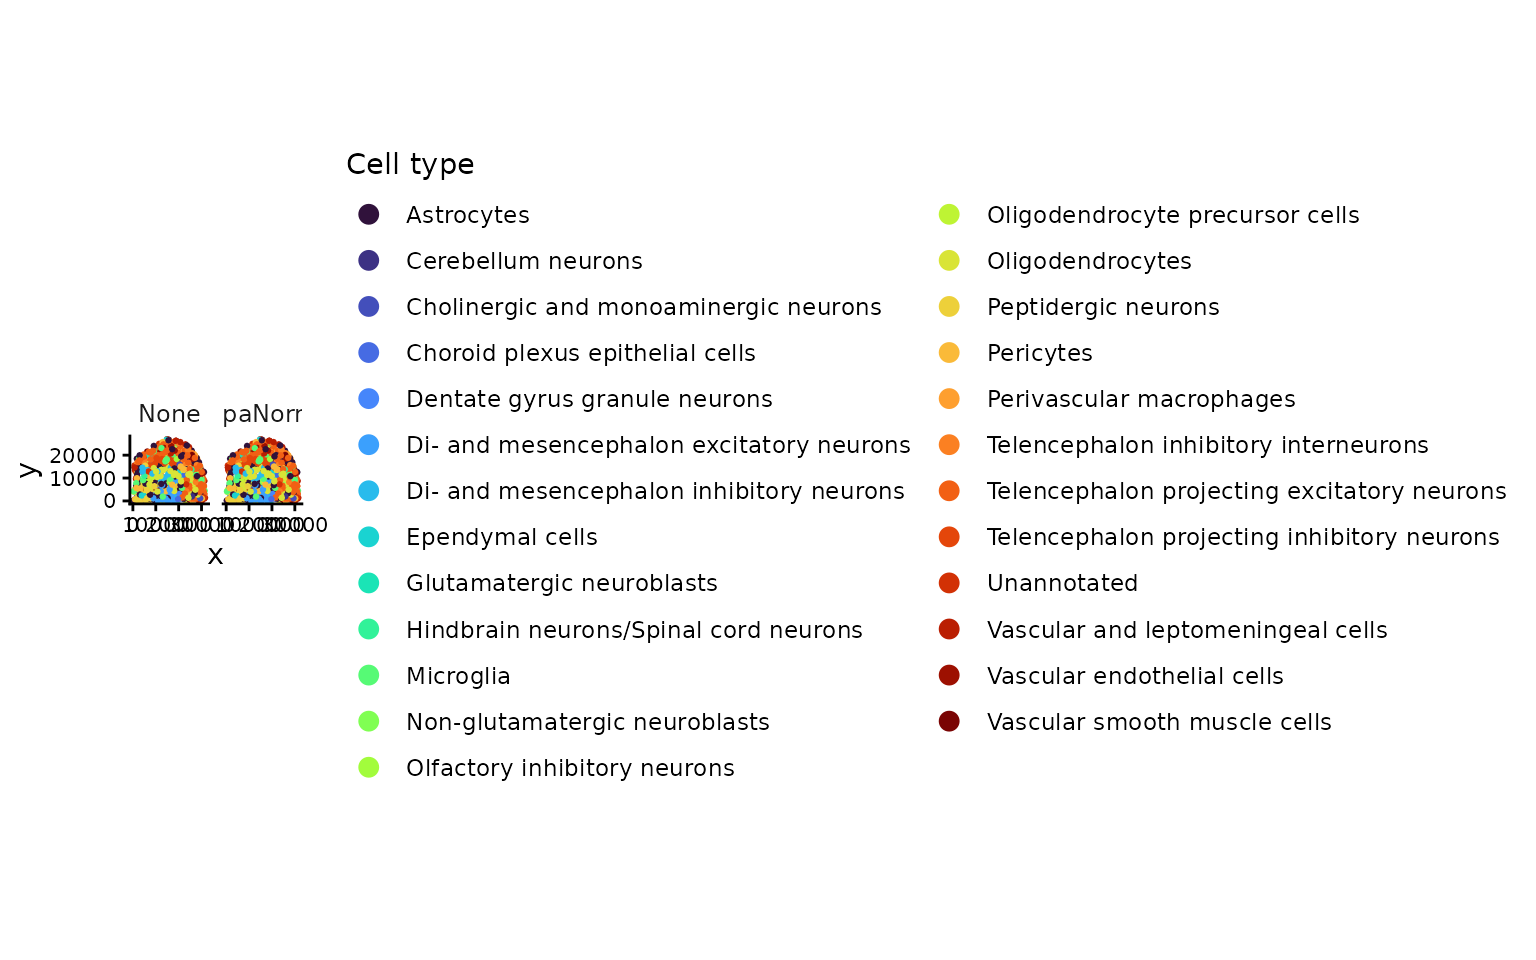 Cell type
Astrocytes
Cerebellum neurons
Cholinergic and monoaminergic neurons
Choroid plexus epithelial cells
Dentate gyrus granule neurons
Di- and mesencephalon excitatory neurons
Di- and mesencephalon inhibitory neurons
Ependymal cells
Glutamatergic neuroblasts
Hindbrain neurons/Spinal cord neurons
Microglia
Non-glutamatergic neuroblasts
Olfactory inhibitory neurons
Oligodendrocyte precursor cells
Oligodendrocytes
Peptidergic neurons
Pericytes
Perivascular macrophages
Telencephalon inhibitory interneurons
Telencephalon projecting excitatory neurons
Telencephalon projecting inhibitory neurons
Unannotated
Vascular and leptomeningeal cells
Vascular endothelial cells
Vascular smooth muscle cells
None
paNorr
y
20000
10000
0
x